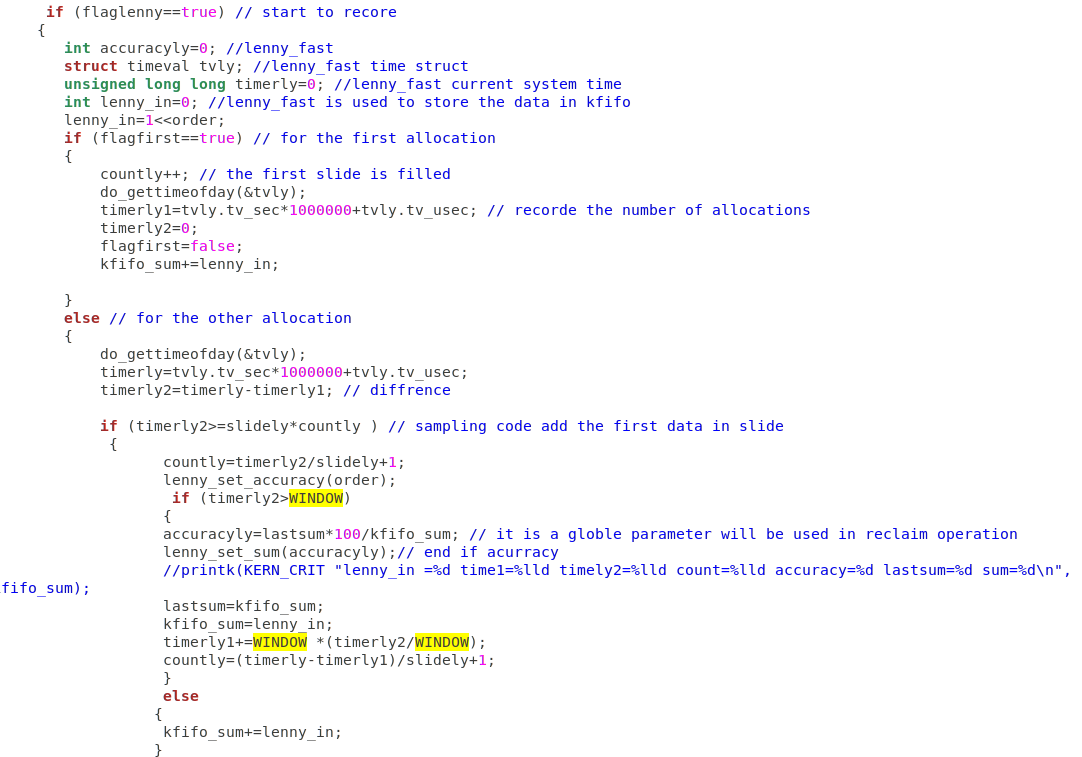 if (flaglenny==true) // start to recore
{
int accuracyly=0; //lenny_fast
struct timeval tvly; //lenny_fast time struct
unsigned long long timerly=0; //lenny_fast current system time
int lenny_in=0; //lenny_fast is used to store the data in kfifo
lenny_in=1<<order;
if (flagfirst==true) // for the first allocation
{
countly++; // the first slide is filled
do_gettimeofday(&tvly);
timerly1=tvly.tv_sec*1000000+tvly.tv_usec; // recorde the number of allocations
timerly2=0;
flagfirst=false;
kfifo_sum+=lenny_in;
}
else // for the other allocation
{
do_gettimeofday(&tvly);
timerly=tvly.tv_sec*1000000+tvly.tv_usec;
timerly2=timerly-timerly1; // diffrence
if (timerly2>=slidely*countly ) // sampling code add the first data in slide
{
countly=timerly2/slidely+1;
lenny_set_accuracy(order);
if (timerly2>WINDOW)
{
accuracyly=lastsum*100/kfifo_sum; // it is a globle parameter will be used in reclaim operation
lenny_set_sum(accuracyly);// end if acurracy
//printk(KERN_CRIT "lenny_in =%d time1=%lld timely2=%lld count=%lld accuracy=%d lastsum=%d sum=%d\n",
fifo_sum);
lastsum=kfifo_sum;
kfifo_sum=lenny_in;
timerly1+=WINDOW *(timerly2/WINDOW);
countly=(timerly-timerly1)/slidely+1;
}
else
{
kfifo_sum+=lenny_in;
}